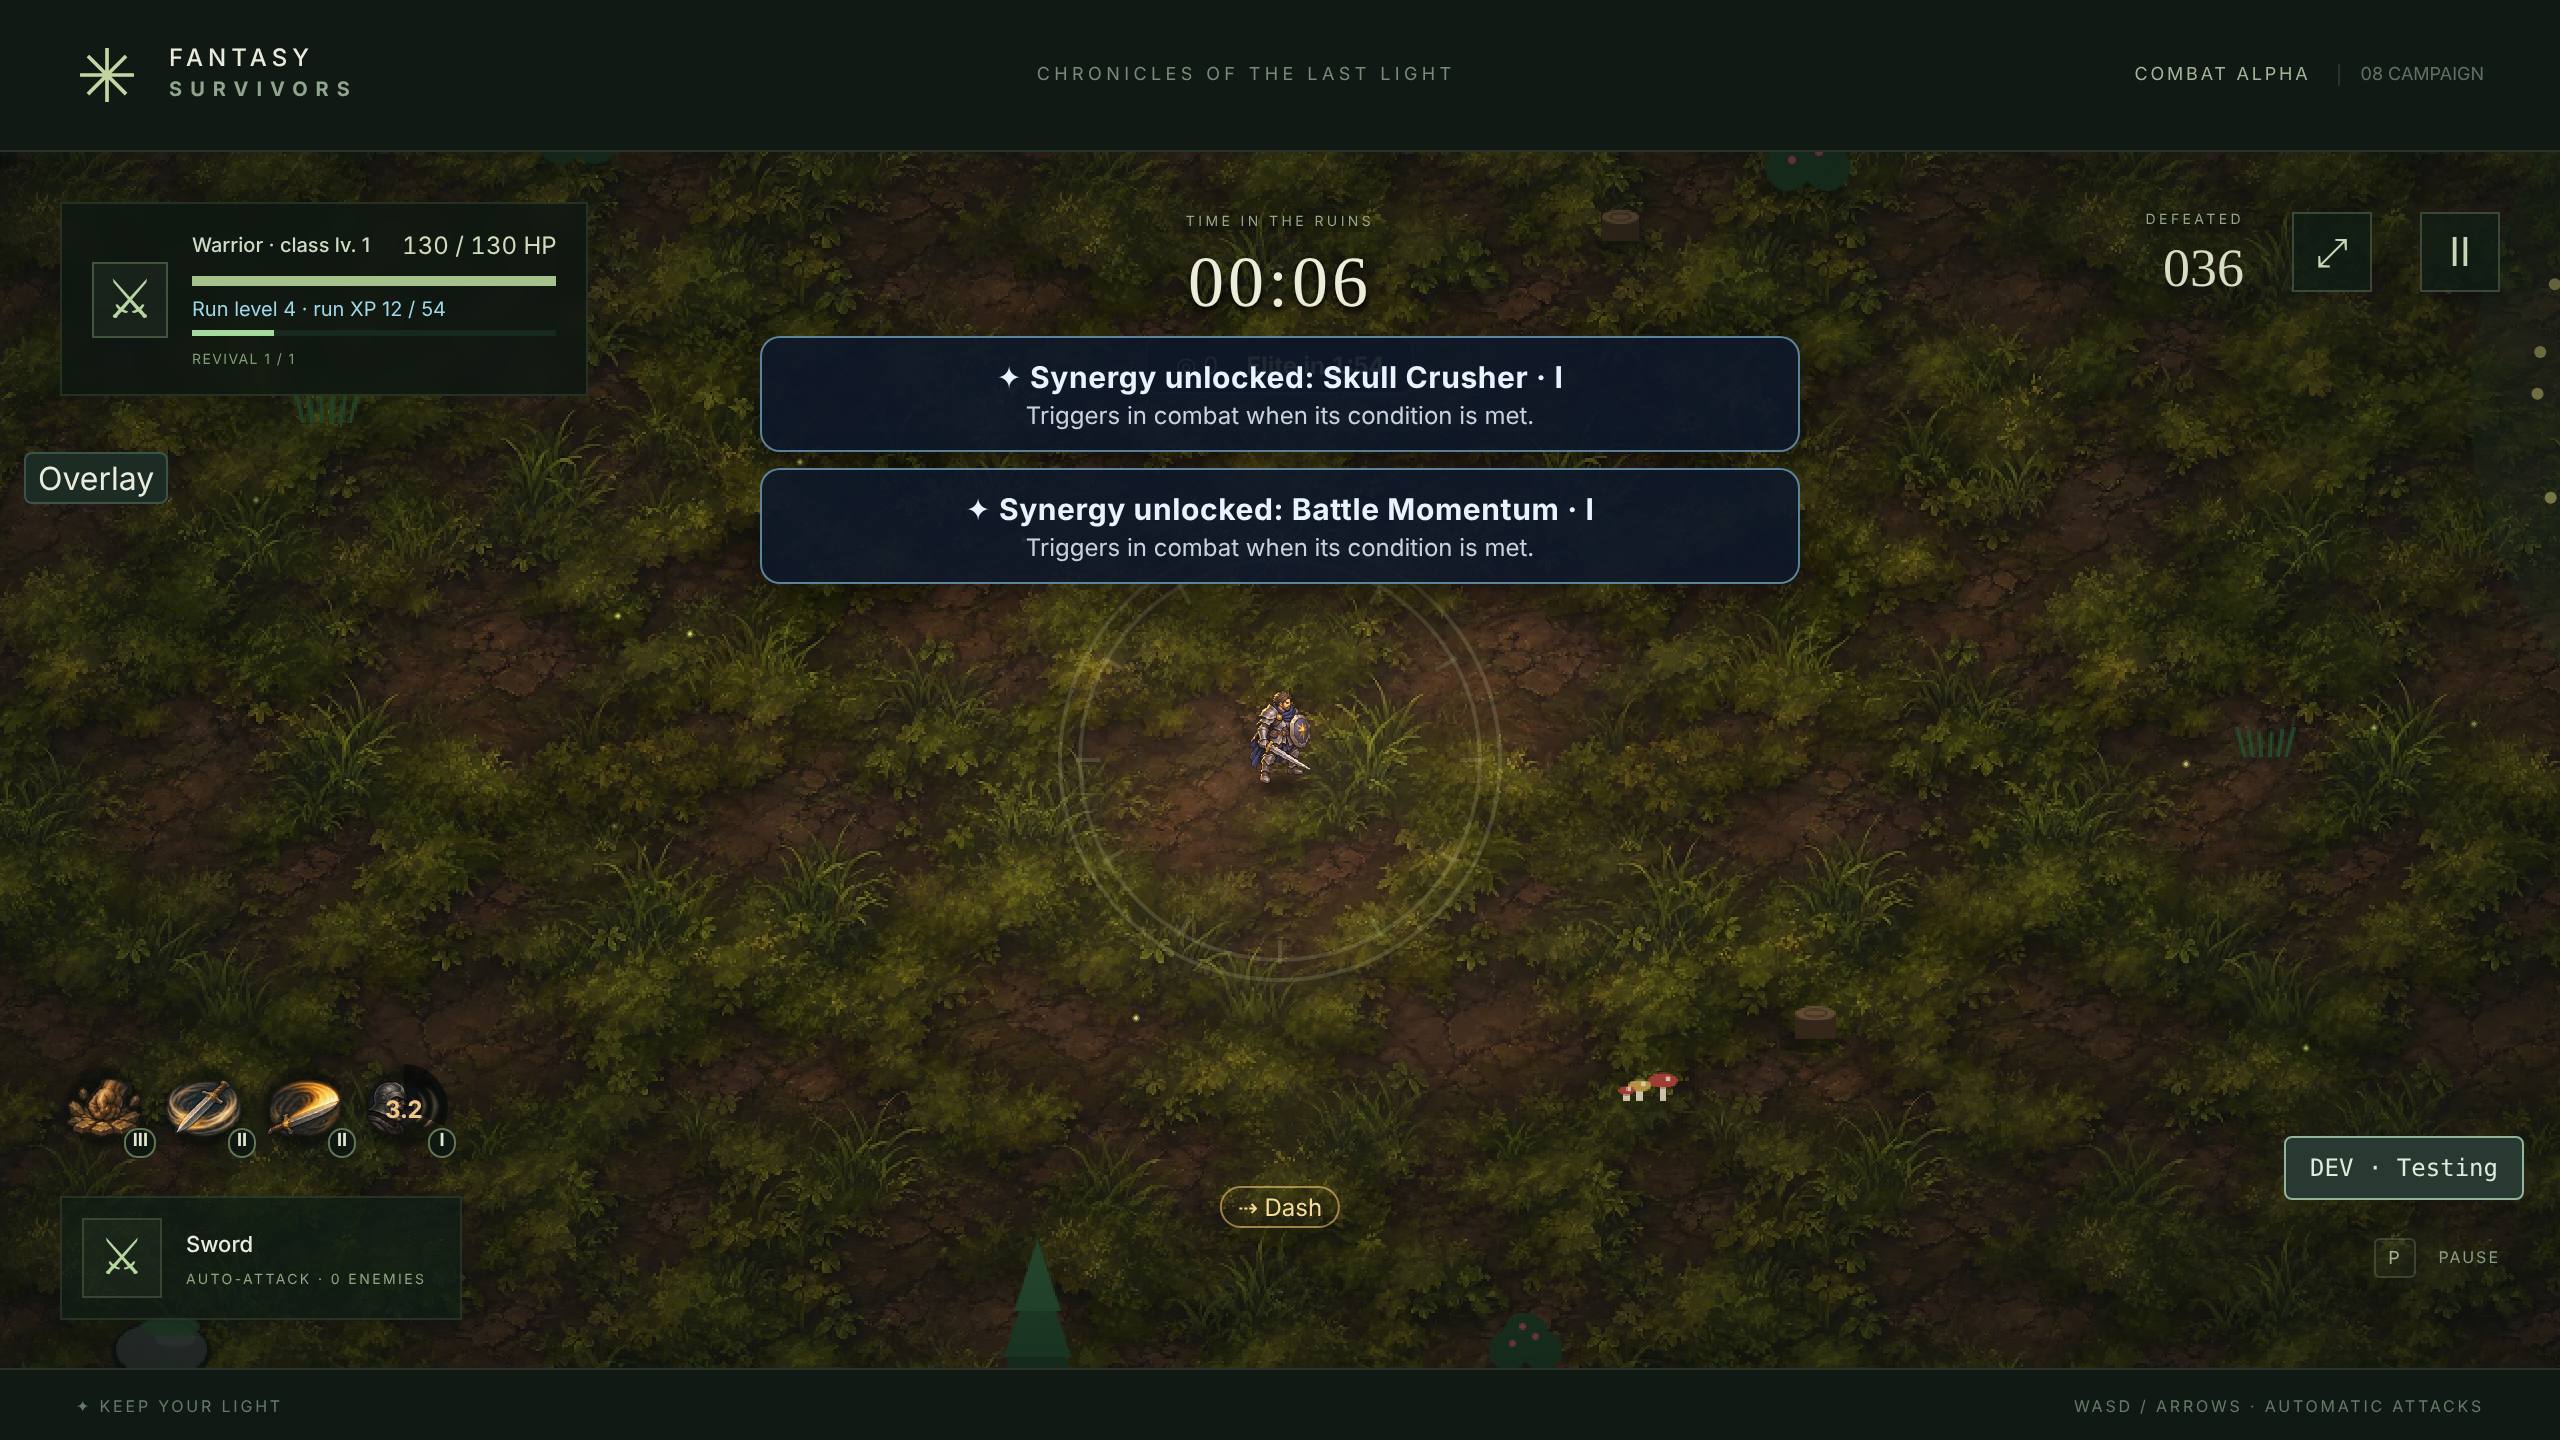 FANTASY
SURVIVORS
CHRONICLES OF THE LAST LIGHT
COMBAT ALPHA
08 CAMPAIGN
Warrior · class lv. 1
130 / 130 HP
Run level 4 · run XP 12 / 54
REVIVAL 1 / 1
TIME IN THE RUINS
00:06
DEFEATED
036
Elite in 1:54
✦ Synergy unlocked: Skull Crusher · I
Triggers in combat when its condition is met.
✦ Synergy unlocked: Battle Momentum · I
Triggers in combat when its condition is met.
Overlay
3.2
III
II
II
I
Sword
AUTO-ATTACK · 0 ENEMIES
⇢ Dash
DEV · Testing
P PAUSE
✦ KEEP YOUR LIGHT
WASD / ARROWS · AUTOMATIC ATTACKS